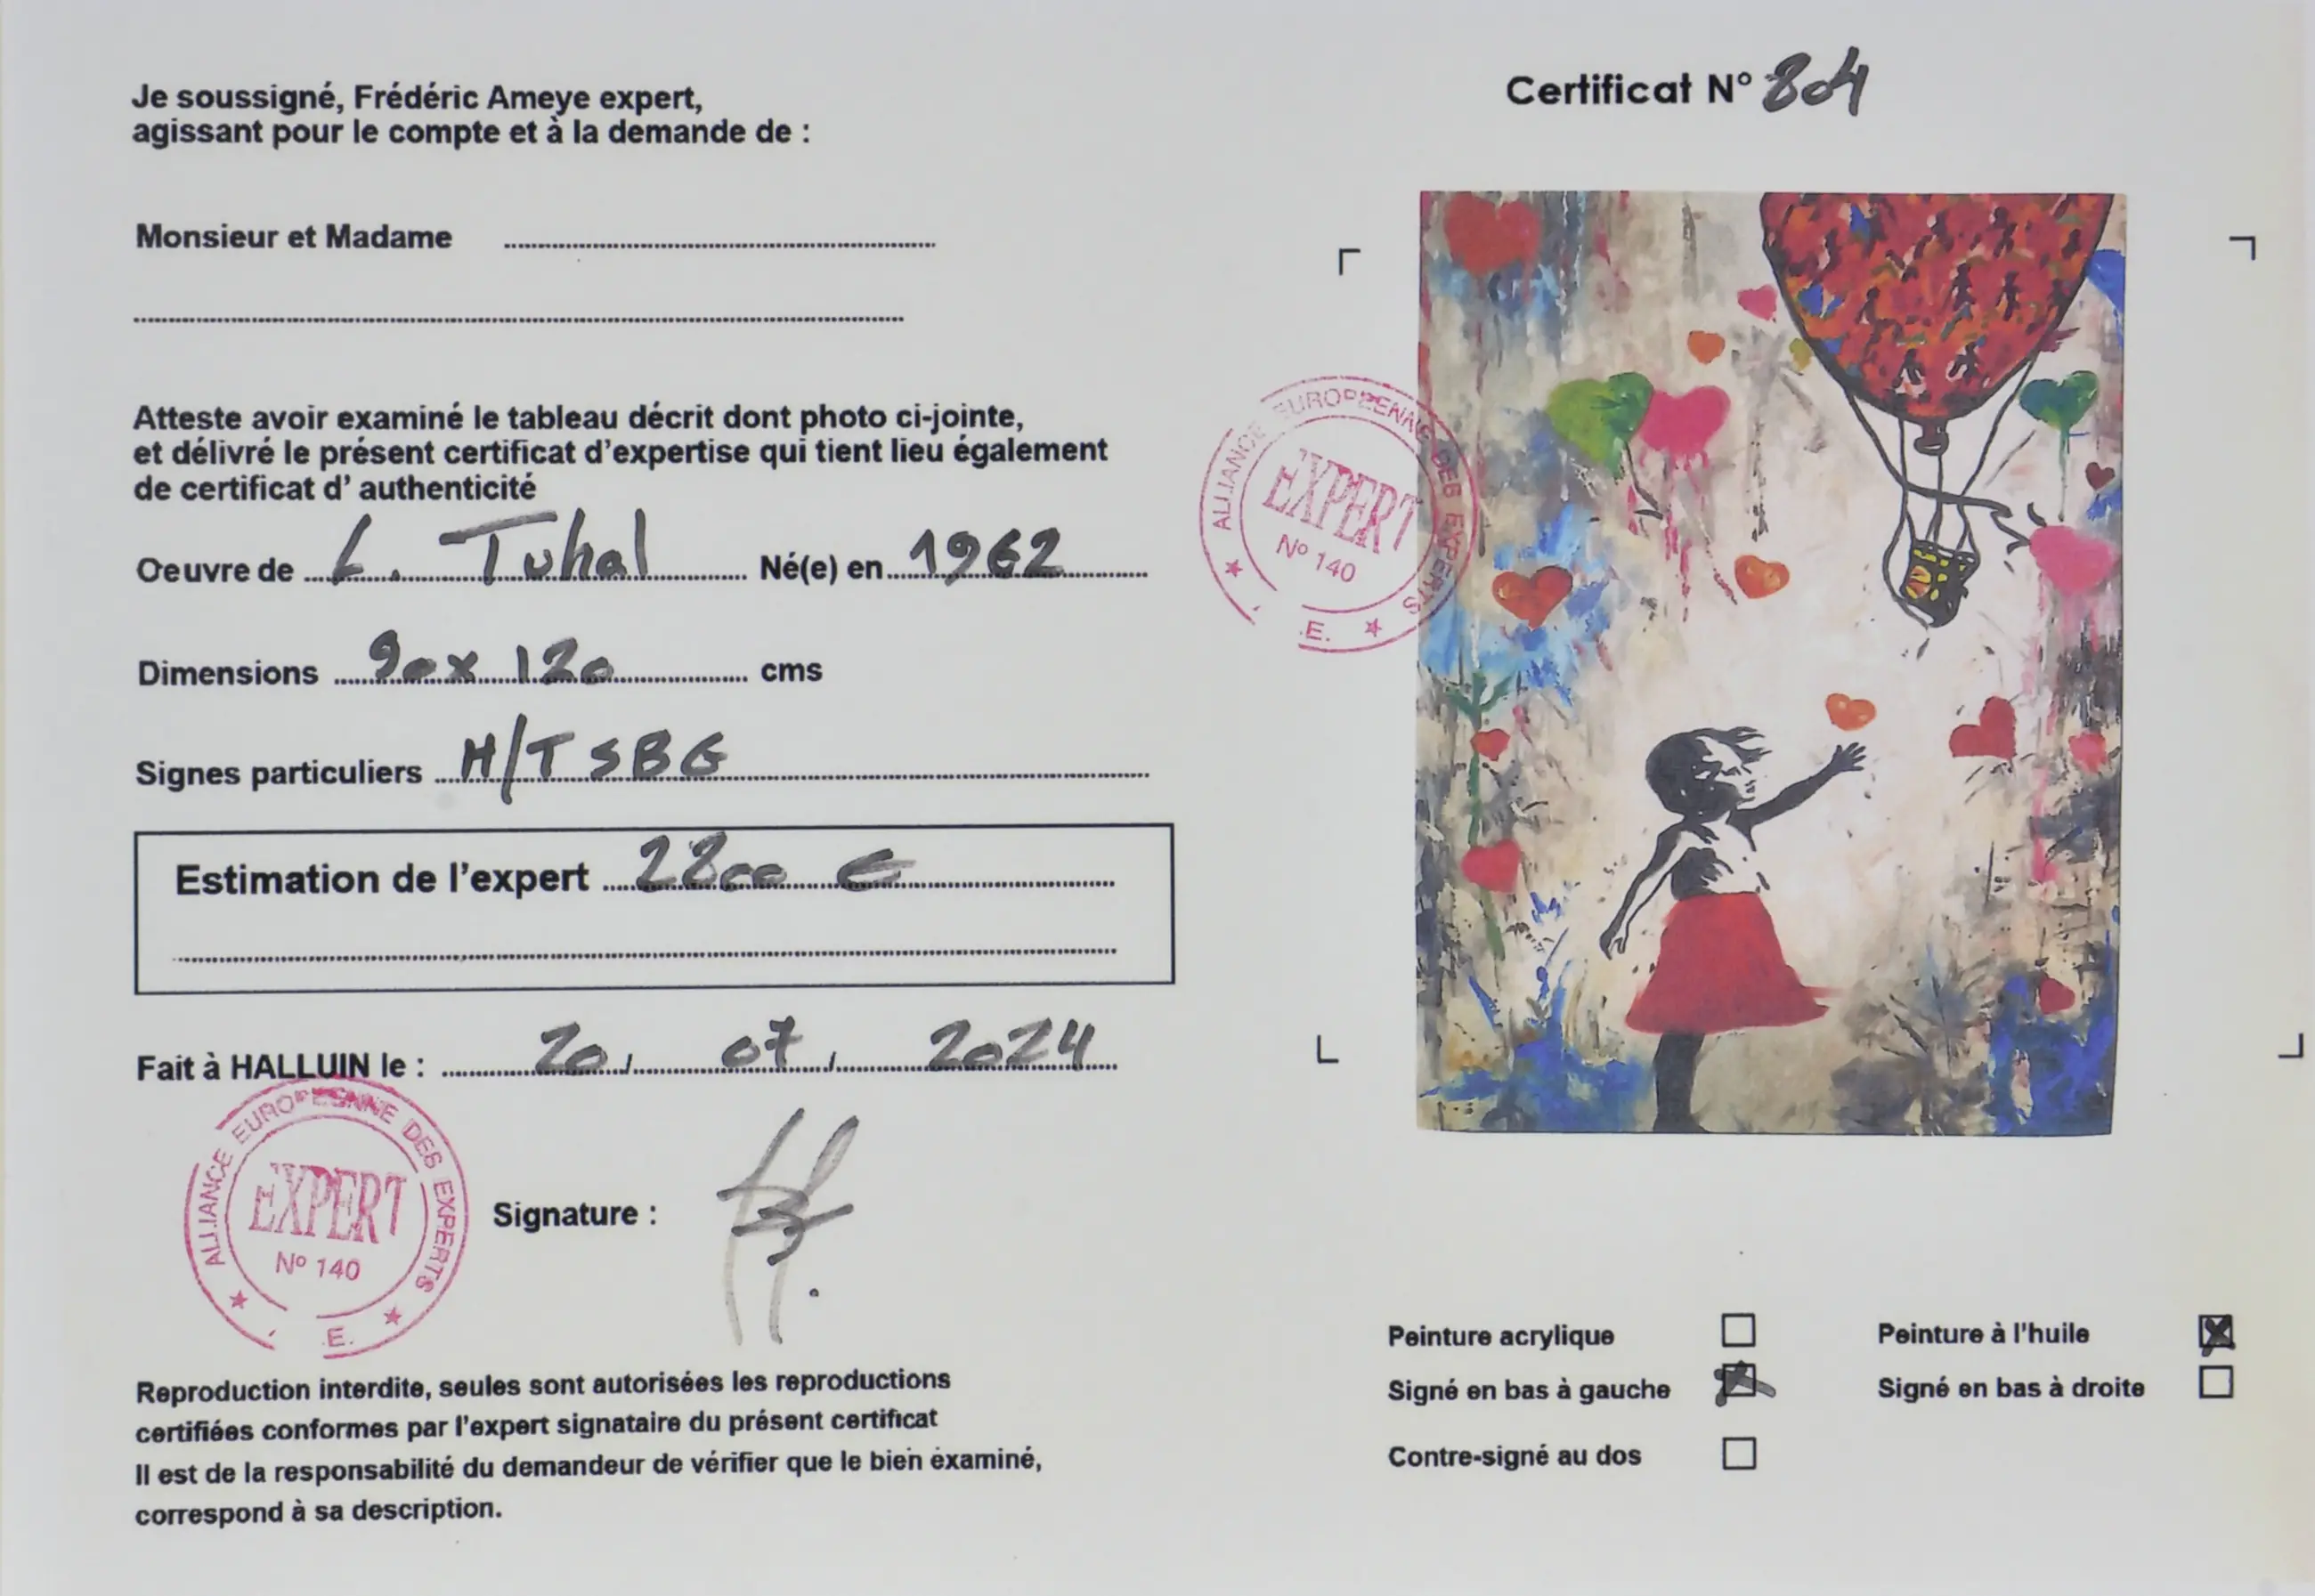 Je soussigné, Frédéric Ameye expert,
agissant pour le compte et à la demande de :
Monsieur et Madame
Atteste avoir examiné le tableau décrit dont photo ci-jointe,
et délivré le présent certificat d'expertise qui tient lieu également
de certificat d' authenticité
Oeuvre de L. Tuhal Né(e) en 1962
Dimensions 90 x 120 cms
Signes particuliers H/T SBG
Estimation de l'expert 2200 €
Fait à HALLUIN le : 20 / 07 / 2024
ALLIANCE EUROPEENNE DES EXPERTS
EXPERT
N° 140
.E.
Signature :
Reproduction interdite, seules sont autorisées les reproductions
certifiées conformes par l'expert signataire du présent certificat
Il est de la responsabilité du demandeur de vérifier que le bien examiné,
correspond à sa description.
Certificat N° 804
ALLIANCE EUROPEENNE DES EXPERTS
EXPERT
N° 140
.E.
Peinture acrylique
Peinture à l'huile
Signé en bas à gauche
Signé en bas à droite
Contre-signé au dos